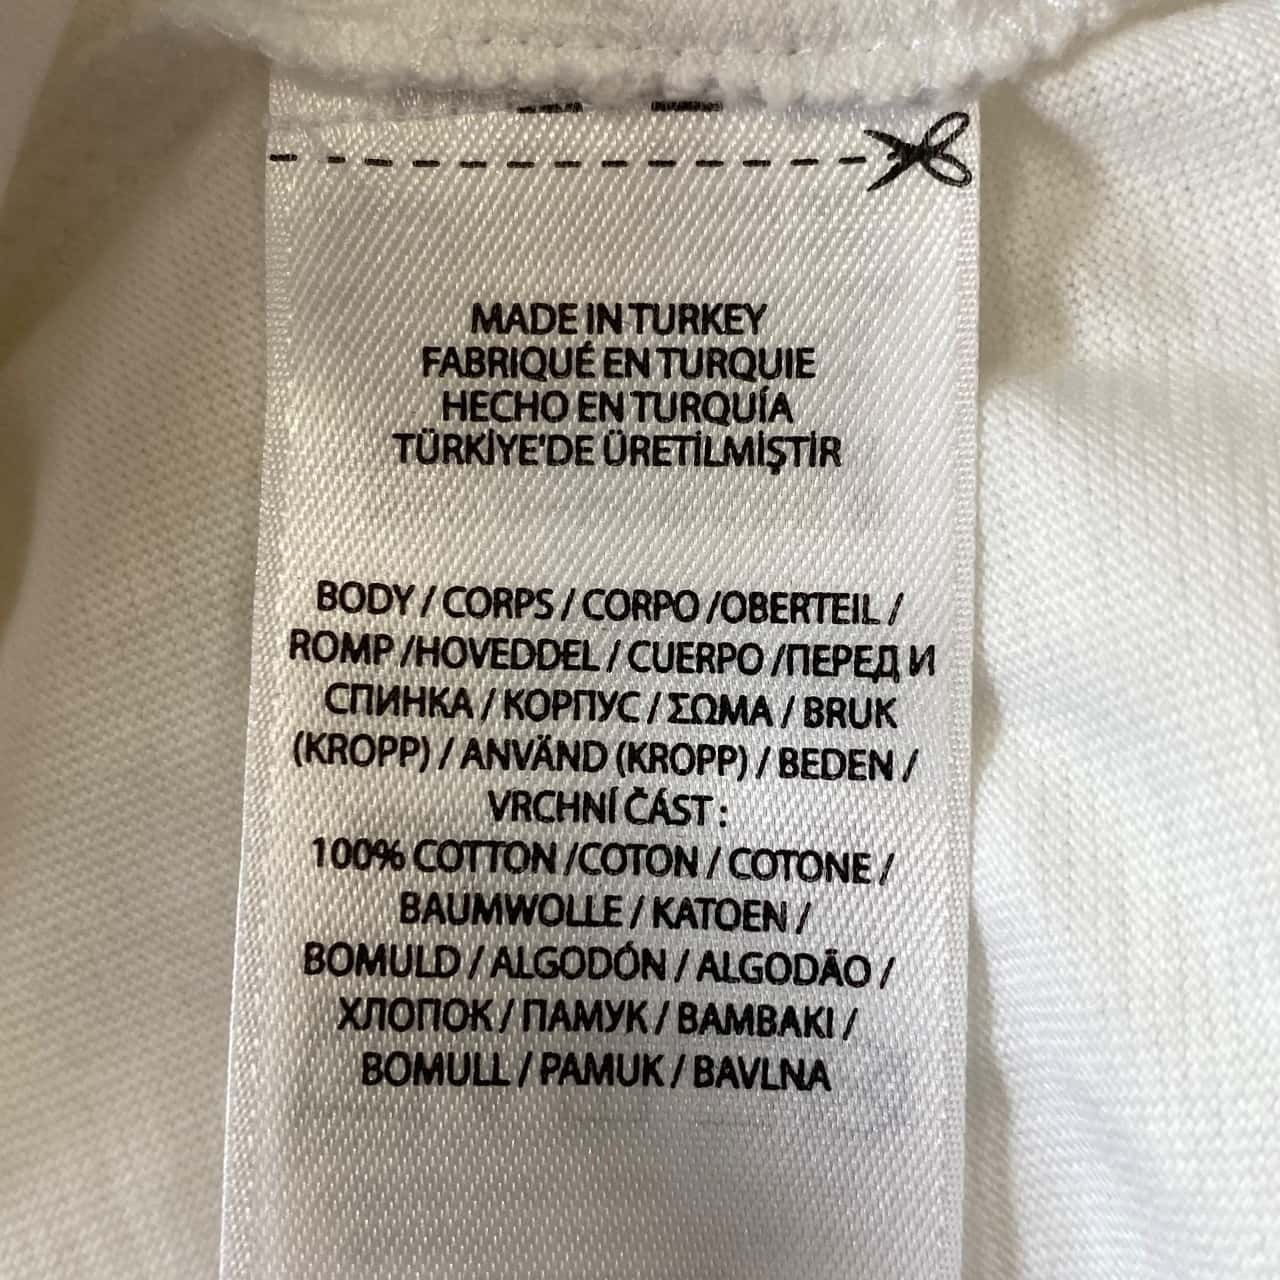 MADE IN TURKEY
FABRIQUÉ EN TURQUIE
HECHO EN TURQUÍA
TÜRKİYE'DE ÜRETİLMİŞTİR
BODY / CORPS / CORPO /OBERTEIL /
ROMP /HOVEDDEL / CUERPO /ПЕРЕД И
СПИНКА / КОРПУС / ΣΩΜΑ / BRUK
(KROPP) / ANVÄND (KROPP) / BEDEN /
VRCHNÍ ČÁST :
100% COTTON /COTON / COTONE /
BAUMWOLLE / KATOEN /
BOMULD / ALGODÓN / ALGODÃO /
ХЛОПОК / ПАМУК / BAMBAKI /
BOMULL / PAMUK / BAVLNA